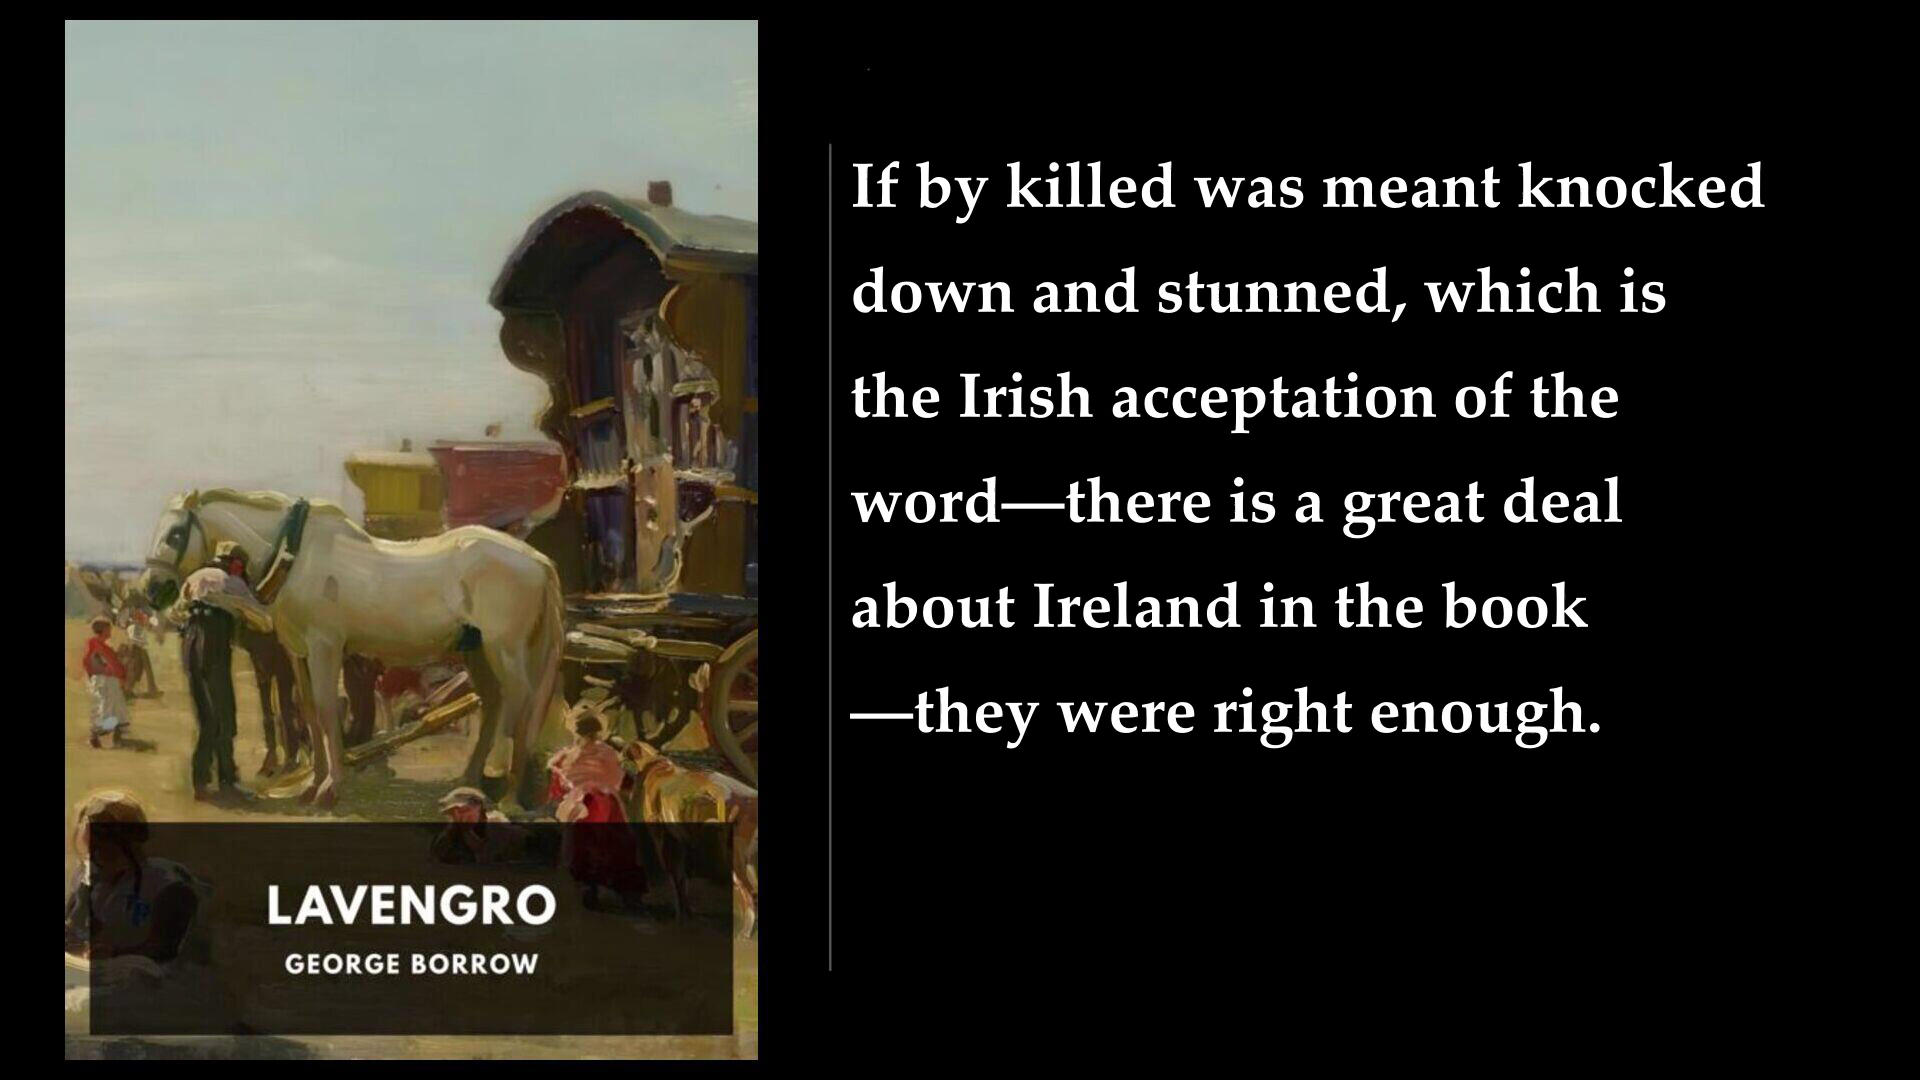 LAVENGRO
GEORGE BORROW
If by killed was meant knocked
down and stunned, which is
the Irish acceptation of the
word—there is a great deal
about Ireland in the book
—they were right enough.